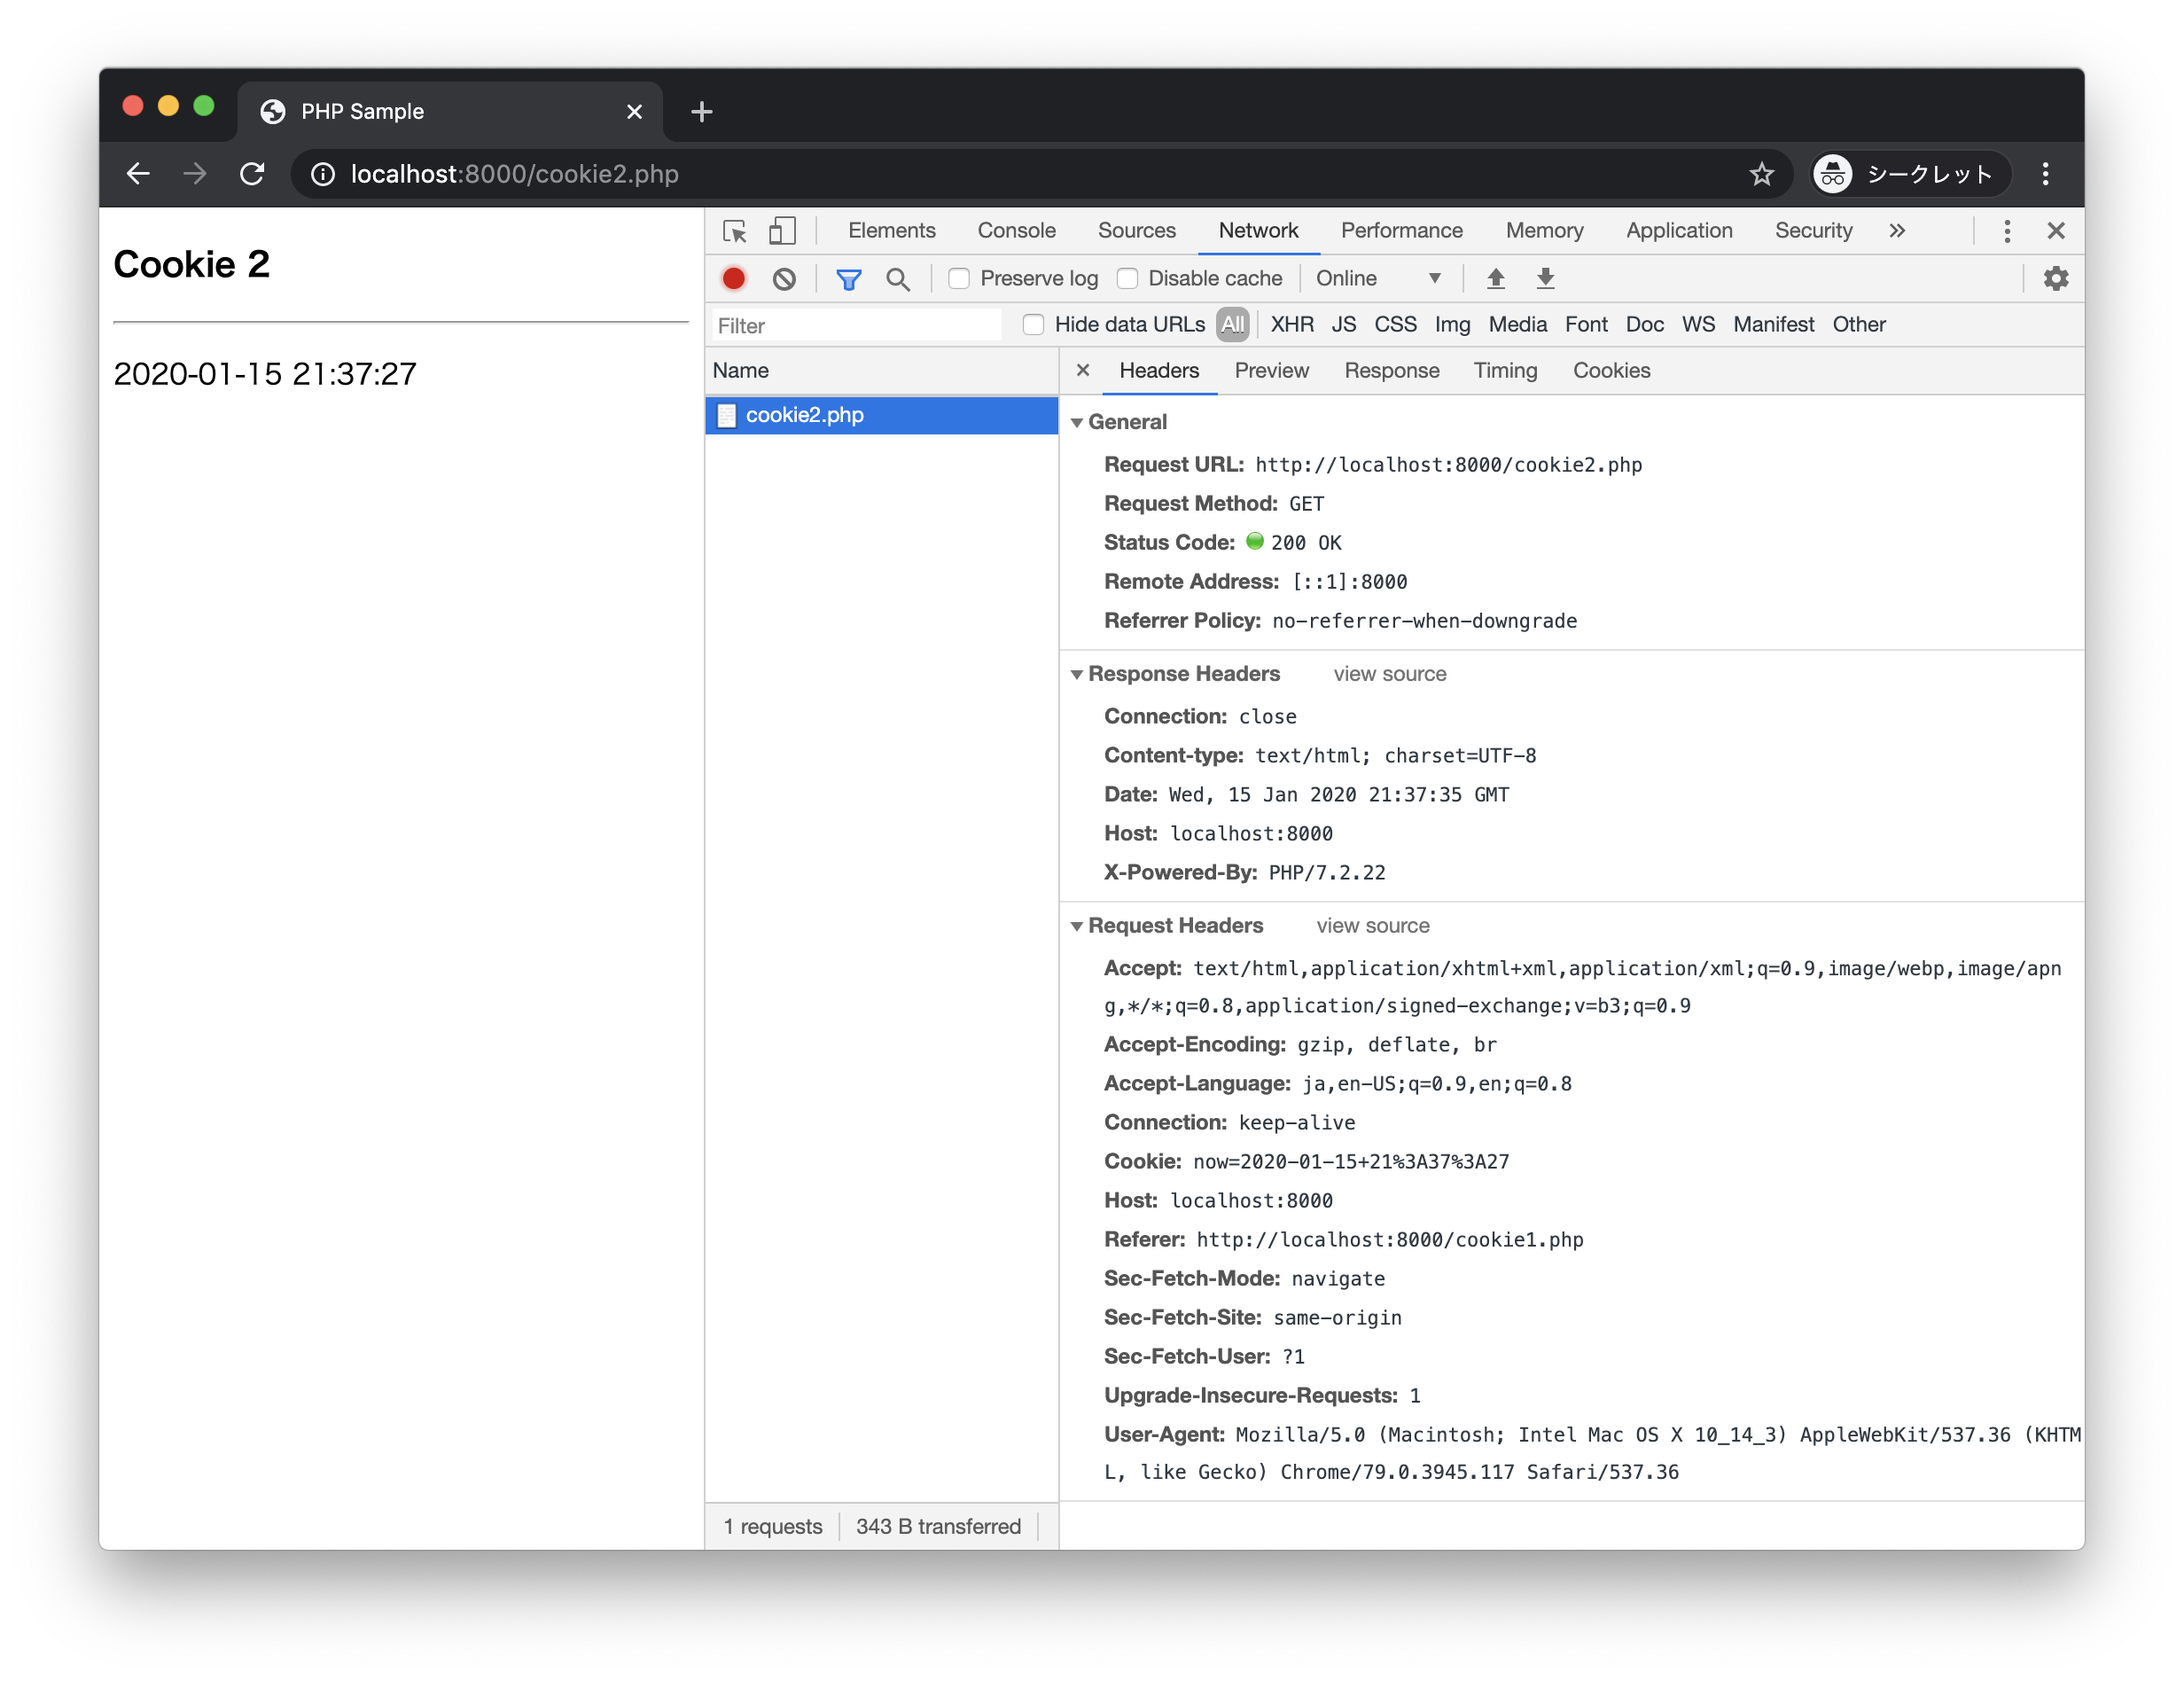 PHP Sample
localhost:8000/cookie2.php
シークレット
Cookie 2
2020-01-15 21:37:27
Elements Console Sources Network Performance Memory Application Security »
Preserve log Disable cache Online
Filter Hide data URLs All XHR JS CSS Img Media Font Doc WS Manifest Other
Name
cookie2.php
1 requests 343 B transferred
Headers Preview Response Timing Cookies
General
Request URL: http://localhost:8000/cookie2.php
Request Method: GET
Status Code: 200 OK
Remote Address: [::1]:8000
Referrer Policy: no-referrer-when-downgrade
Response Headers view source
Connection: close
Content-type: text/html; charset=UTF-8
Date: Wed, 15 Jan 2020 21:37:35 GMT
Host: localhost:8000
X-Powered-By: PHP/7.2.22
Request Headers view source
Accept: text/html,application/xhtml+xml,application/xml;q=0.9,image/webp,image/apn
g,*/*;q=0.8,application/signed-exchange;v=b3;q=0.9
Accept-Encoding: gzip, deflate, br
Accept-Language: ja,en-US;q=0.9,en;q=0.8
Connection: keep-alive
Cookie: now=2020-01-15+21%3A37%3A27
Host: localhost:8000
Referer: http://localhost:8000/cookie1.php
Sec-Fetch-Mode: navigate
Sec-Fetch-Site: same-origin
Sec-Fetch-User: ?1
Upgrade-Insecure-Requests: 1
User-Agent: Mozilla/5.0 (Macintosh; Intel Mac OS X 10_14_3) AppleWebKit/537.36 (KHTM
L, like Gecko) Chrome/79.0.3945.117 Safari/537.36